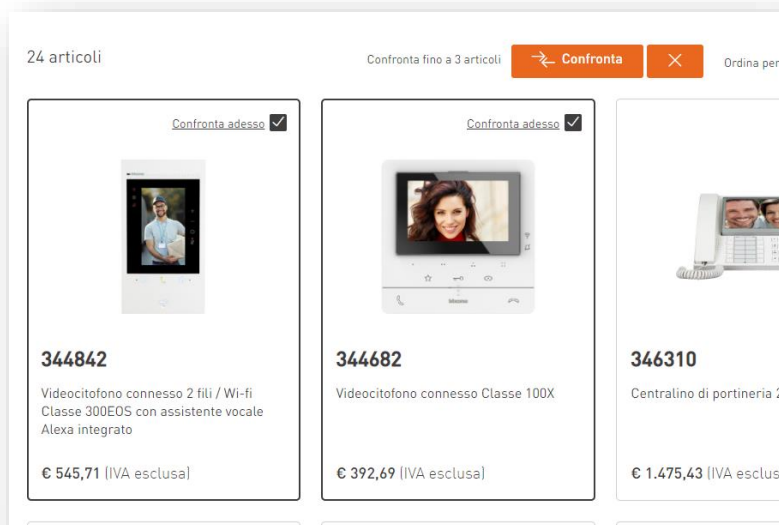 24 articoli
Confronta fino a 3 articoli
Confronta
Ordina per
Confronta adesso
Confronta adesso
344842
Videocitofono connesso 2 fili / Wi-fi
Classe 300EOS con assistente vocale
Alexa integrato
€ 545,71 (IVA esclusa)
344682
Videocitofono connesso Classe 100X
€ 392,69 (IVA esclusa)
346310
Centralino di portineria 2
€ 1.475,43 (IVA esclus